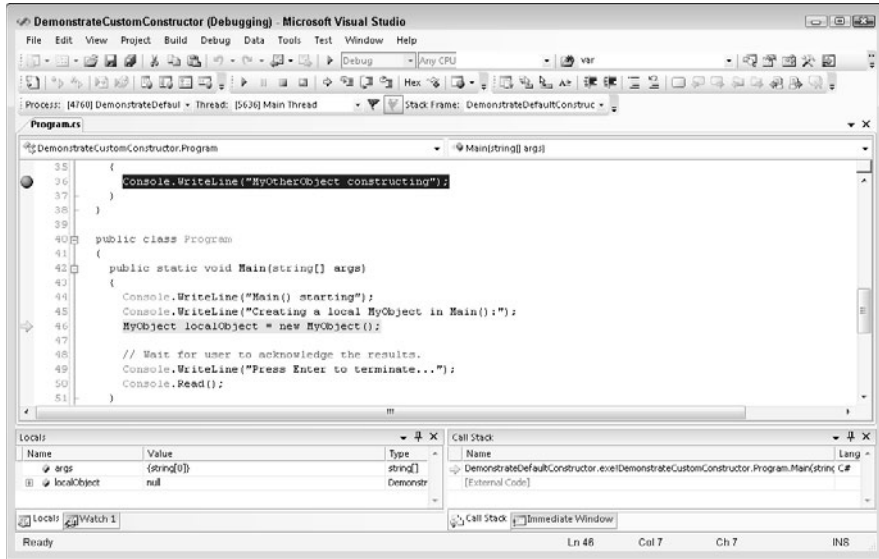 DemonstrateCustomConstructor (Debugging) - Microsoft Visual Studio
File Edit View Project Build Debug Data Tools Test Window Help
Debug Any CPU var
Hex
Process: [4760] DemonstrateDefaul Thread: [5636] Main Thread Stack Frame: DemonstrateDefaultConstruc
Program.cs
DemonstrateCustomConstructor.Program Main(string[] args)
35 {
36 Console.WriteLine("MyOtherObject constructing");
37 }
38 }
39
40 public class Program
41 {
42 public static void Main(string[] args)
43 {
44 Console.WriteLine("Main() starting");
45 Console.WriteLine("Creating a local MyObject in Main():");
46 MyObject localObject = new MyObject();
47
48 // Wait for user to acknowledge the results.
49 Console.WriteLine("Press Enter to terminate...");
50 Console.Read();
51 }
Locals
Name Value Type
args {string[0]} string[]
localObject null Demonstr
Locals Watch 1
Call Stack
Name Lang
DemonstrateDefaultConstructor.exe!DemonstrateCustomConstructor.Program.Main(string C#
[External Code]
Call Stack Immediate Window
Ready Ln 46 Col 7 Ch 7 INS